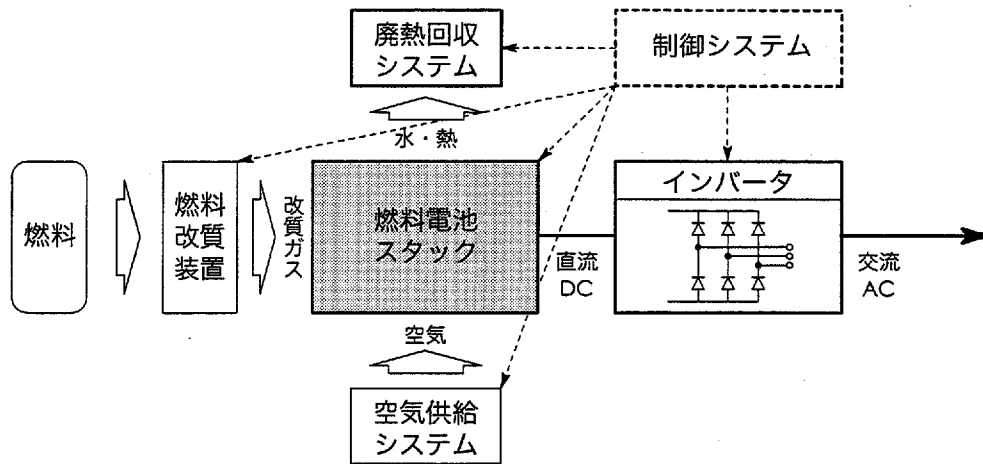 廃熱回収
システム
制御システム
水・熱
燃料
燃料
改質
装置
改質ガス
燃料電池
スタック
直流
DC
インバータ
交流
AC
空気
空気供給
システム